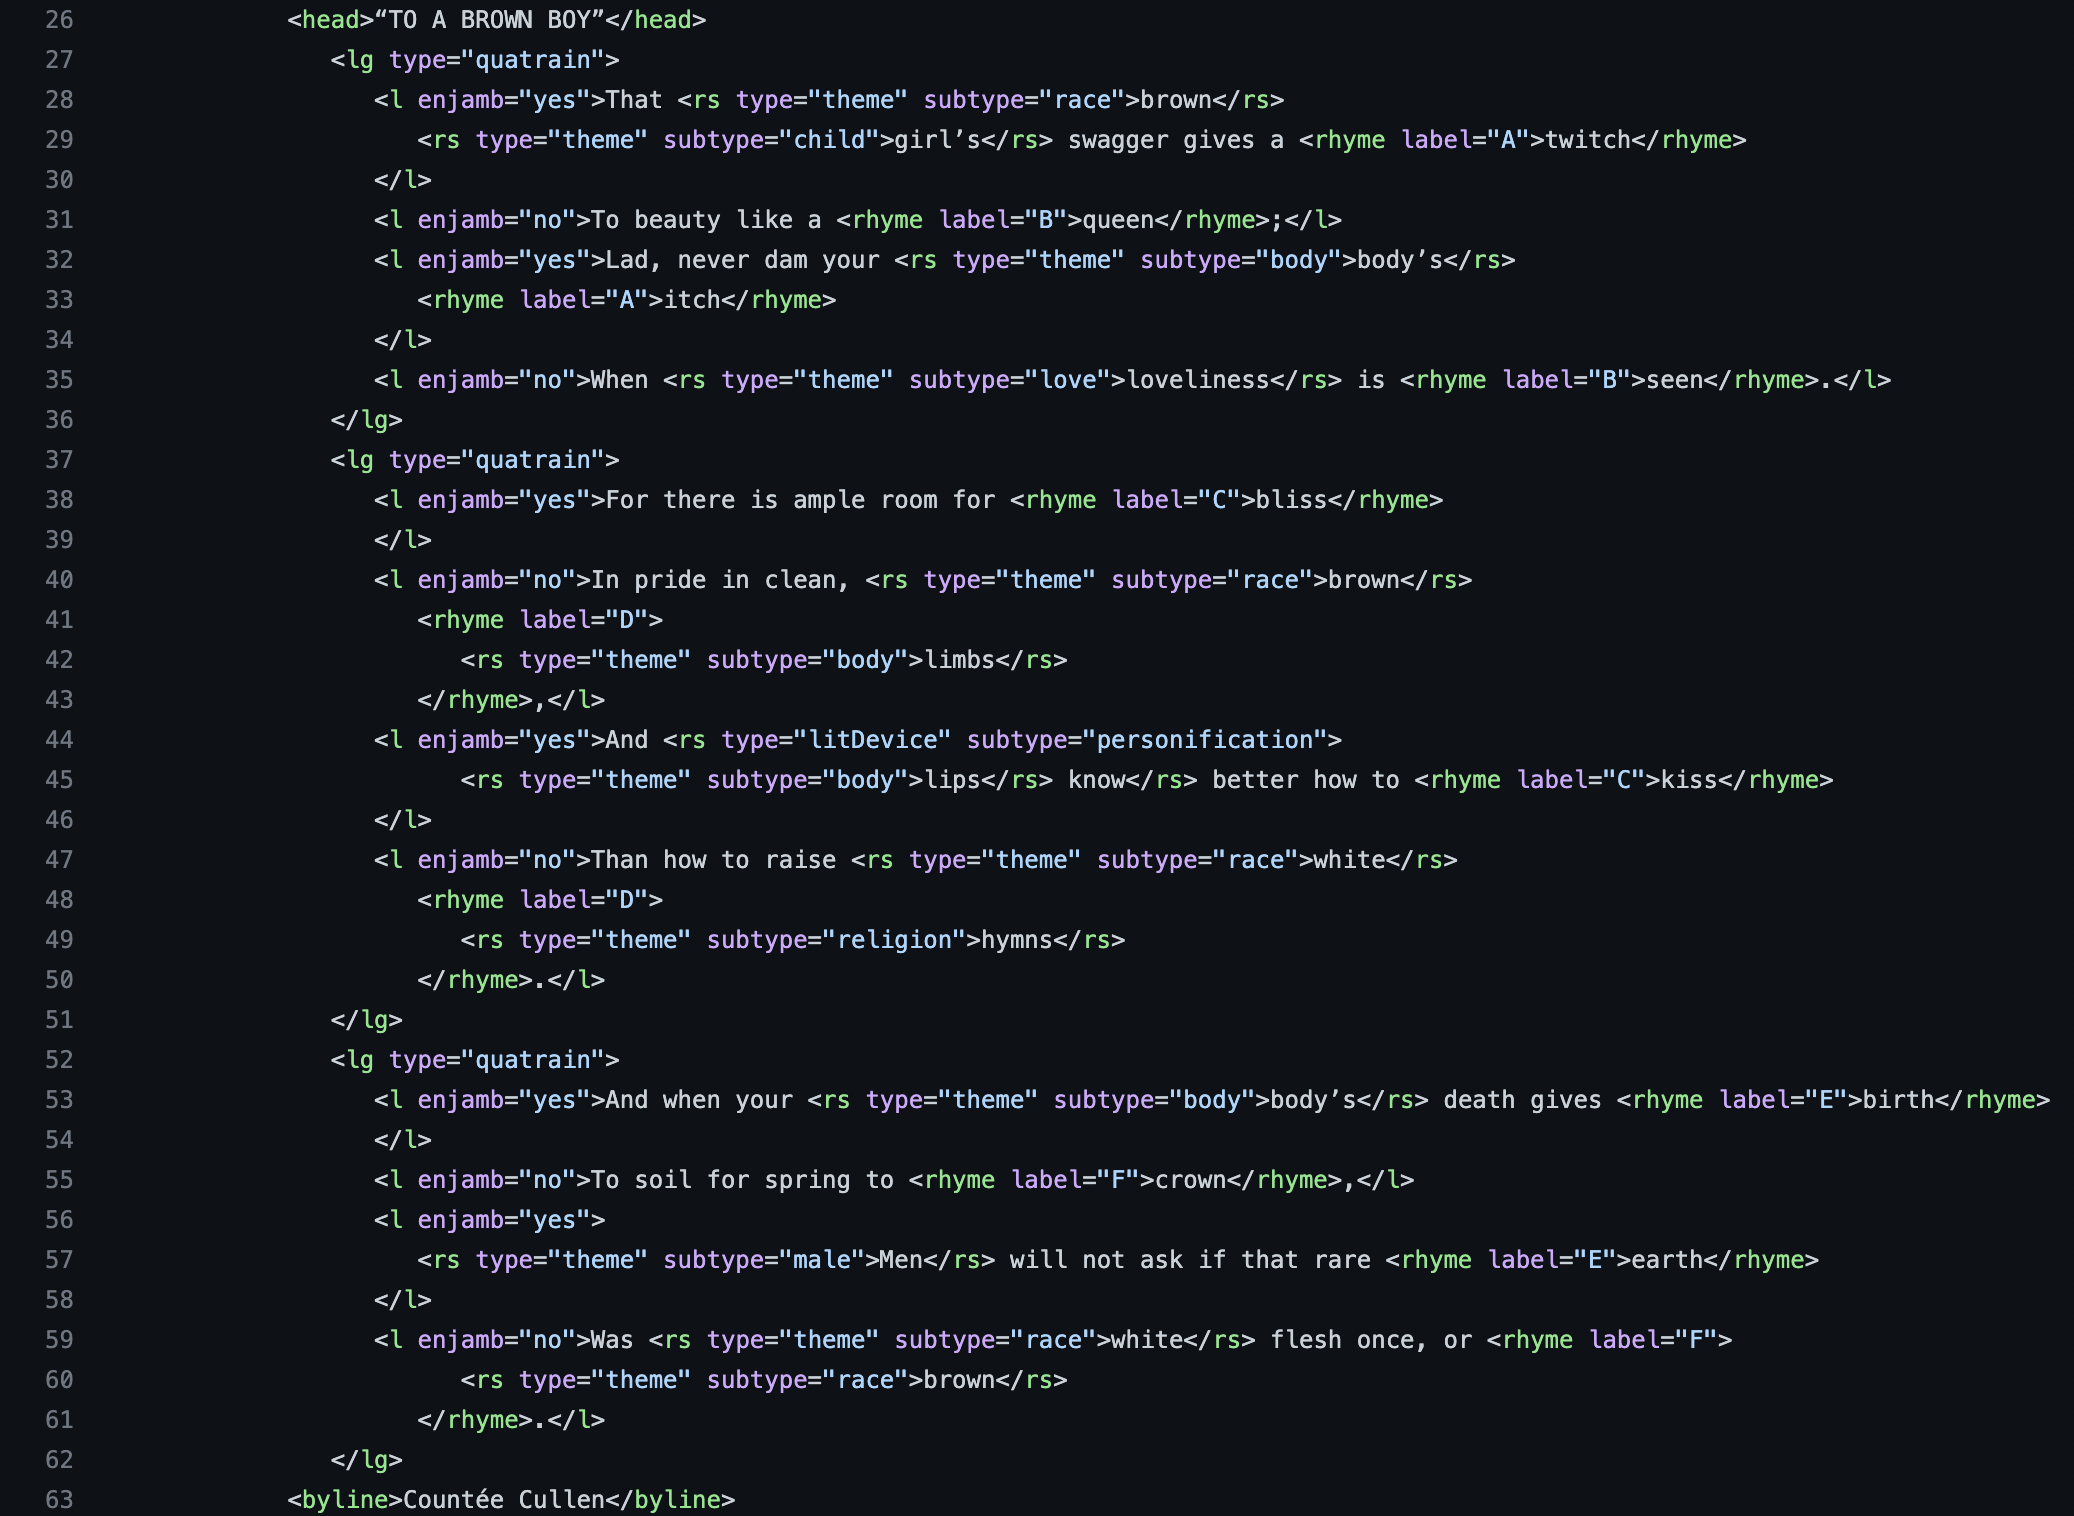 26 <head>“TO A BROWN BOY”</head>
27 <lg type="quatrain">
28 <l enjamb="yes">That <rs type="theme" subtype="race">brown</rs>
29 <rs type="theme" subtype="child">girl’s</rs> swagger gives a <rhyme label="A">twitch</rhyme>
30 </l>
31 <l enjamb="no">To beauty like a <rhyme label="B">queen</rhyme>;</l>
32 <l enjamb="yes">Lad, never dam your <rs type="theme" subtype="body">body’s</rs>
33 <rhyme label="A">itch</rhyme>
34 </l>
35 <l enjamb="no">When <rs type="theme" subtype="love">loveliness</rs> is <rhyme label="B">seen</rhyme>.</l>
36 </lg>
37 <lg type="quatrain">
38 <l enjamb="yes">For there is ample room for <rhyme label="C">bliss</rhyme>
39 </l>
40 <l enjamb="no">In pride in clean, <rs type="theme" subtype="race">brown</rs>
41 <rhyme label="D">
42 <rs type="theme" subtype="body">limbs</rs>
43 </rhyme>,</l>
44 <l enjamb="yes">And <rs type="litDevice" subtype="personification">
45 <rs type="theme" subtype="body">lips</rs> know</rs> better how to <rhyme label="C">kiss</rhyme>
46 </l>
47 <l enjamb="no">Than how to raise <rs type="theme" subtype="race">white</rs>
48 <rhyme label="D">
49 <rs type="theme" subtype="religion">hymns</rs>
50 </rhyme>.</l>
51 </lg>
52 <lg type="quatrain">
53 <l enjamb="yes">And when your <rs type="theme" subtype="body">body’s</rs> death gives <rhyme label="E">birth</rhyme>
54 </l>
55 <l enjamb="no">To soil for spring to <rhyme label="F">crown</rhyme>,</l>
56 <l enjamb="yes">
57 <rs type="theme" subtype="male">Men</rs> will not ask if that rare <rhyme label="E">earth</rhyme>
58 </l>
59 <l enjamb="no">Was <rs type="theme" subtype="race">white</rs> flesh once, or <rhyme label="F">
60 <rs type="theme" subtype="race">brown</rs>
61 </rhyme>.</l>
62 </lg>
63 <byline>Countée Cullen</byline>